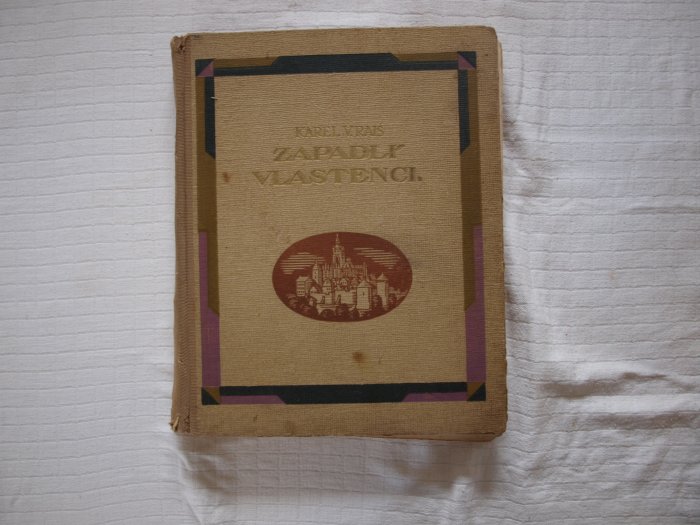 KAREL V. RAIS
ZAPADLÍ
VLASTENCI.